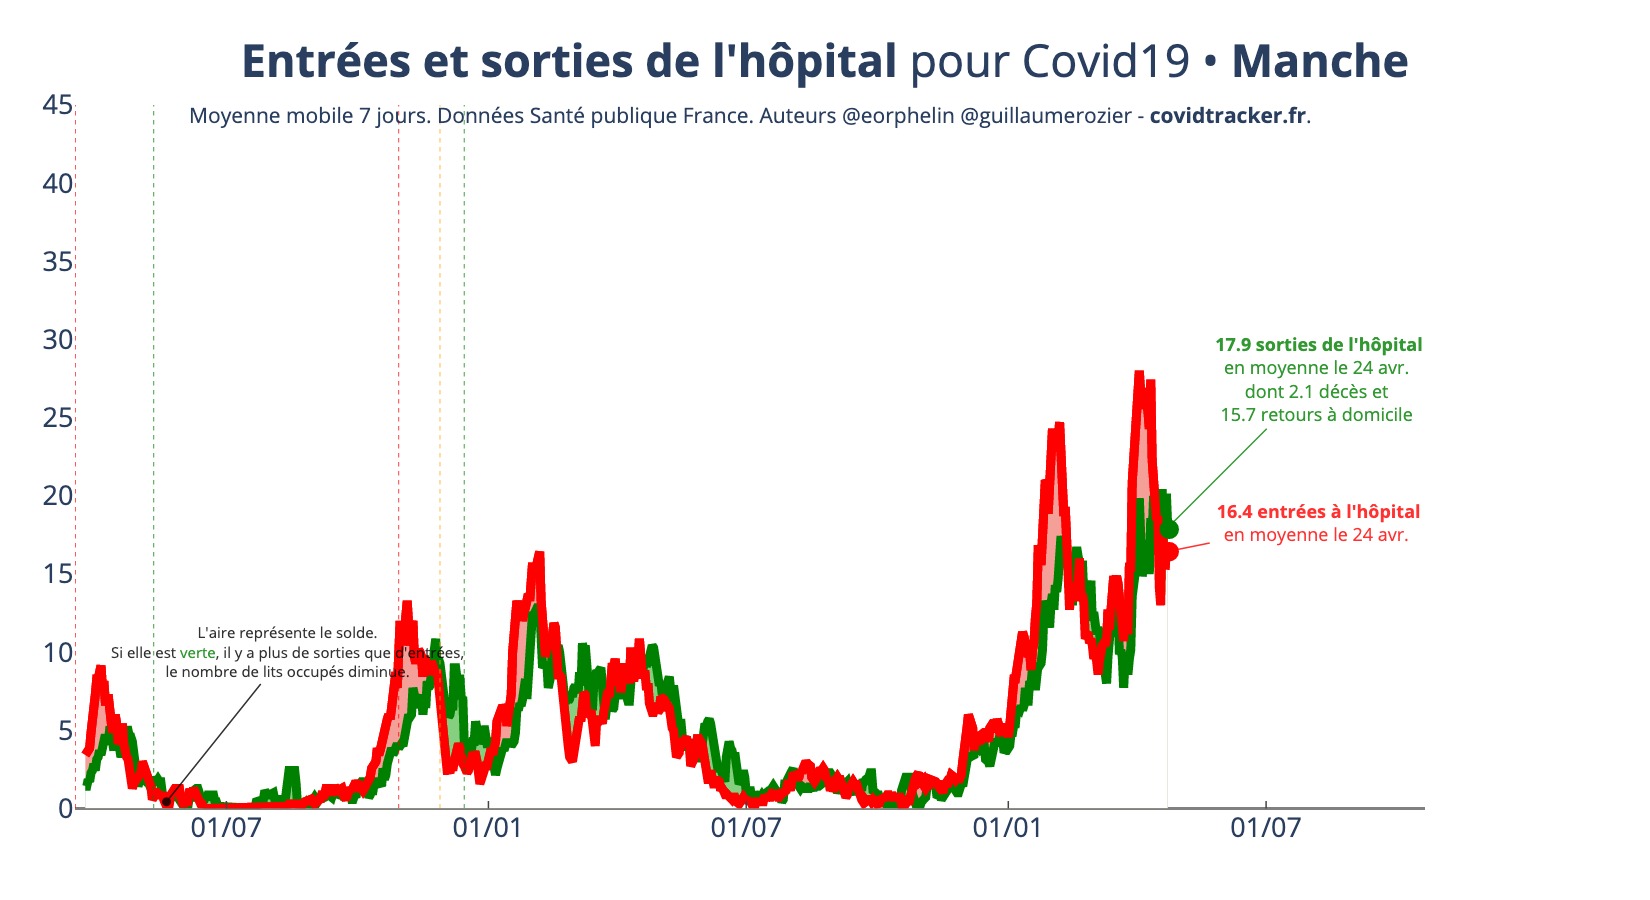 Entrées et sorties de l'hôpital pour Covid19 • Manche
Moyenne mobile 7 jours. Données Santé publique France. Auteurs @eorphelin @guillaumerozier - covidtracker.fr.
45
40
35
30
25
20
15
10
5
0
17.9 sorties de l'hôpital
en moyenne le 24 avr.
dont 2.1 décès et
15.7 retours à domicile
16.4 entrées à l'hôpital
en moyenne le 24 avr.
L'aire représente le solde.
Si elle est verte, il y a plus de sorties que d'entrées,
le nombre de lits occupés diminue.
01/07
01/01
01/07
01/01
01/07